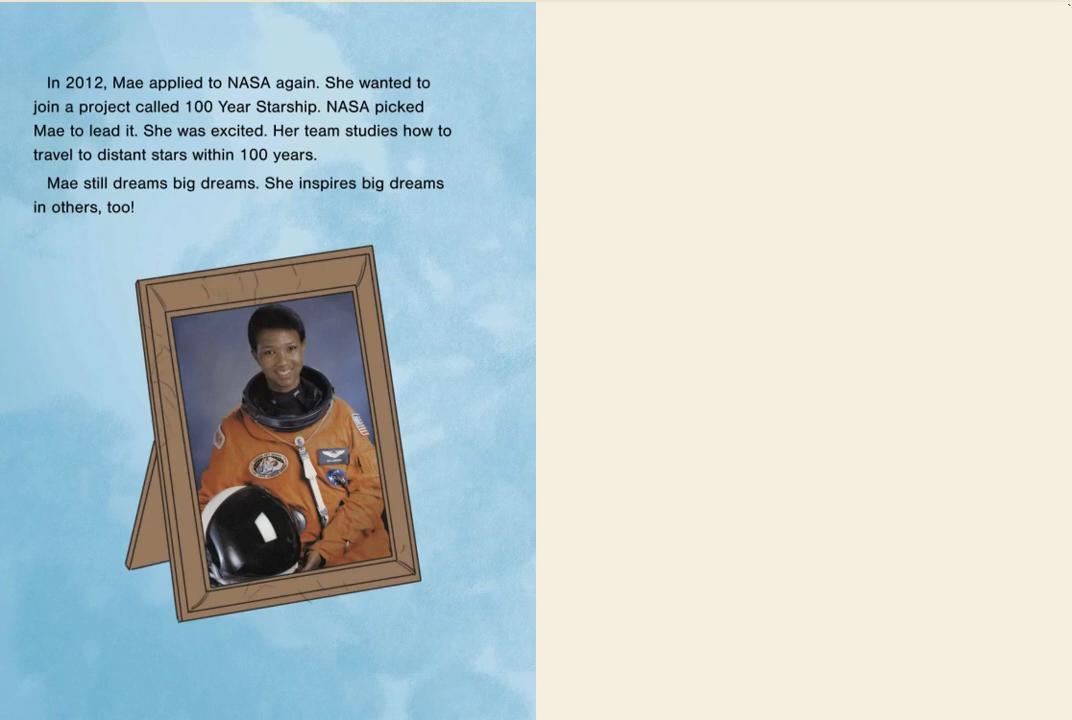 In 2012, Mae applied to NASA again. She wanted to
join a project called 100 Year Starship. NASA picked
Mae to lead it. She was excited. Her team studies how to
travel to distant stars within 100 years.
Mae still dreams big dreams. She inspires big dreams
in others, too!